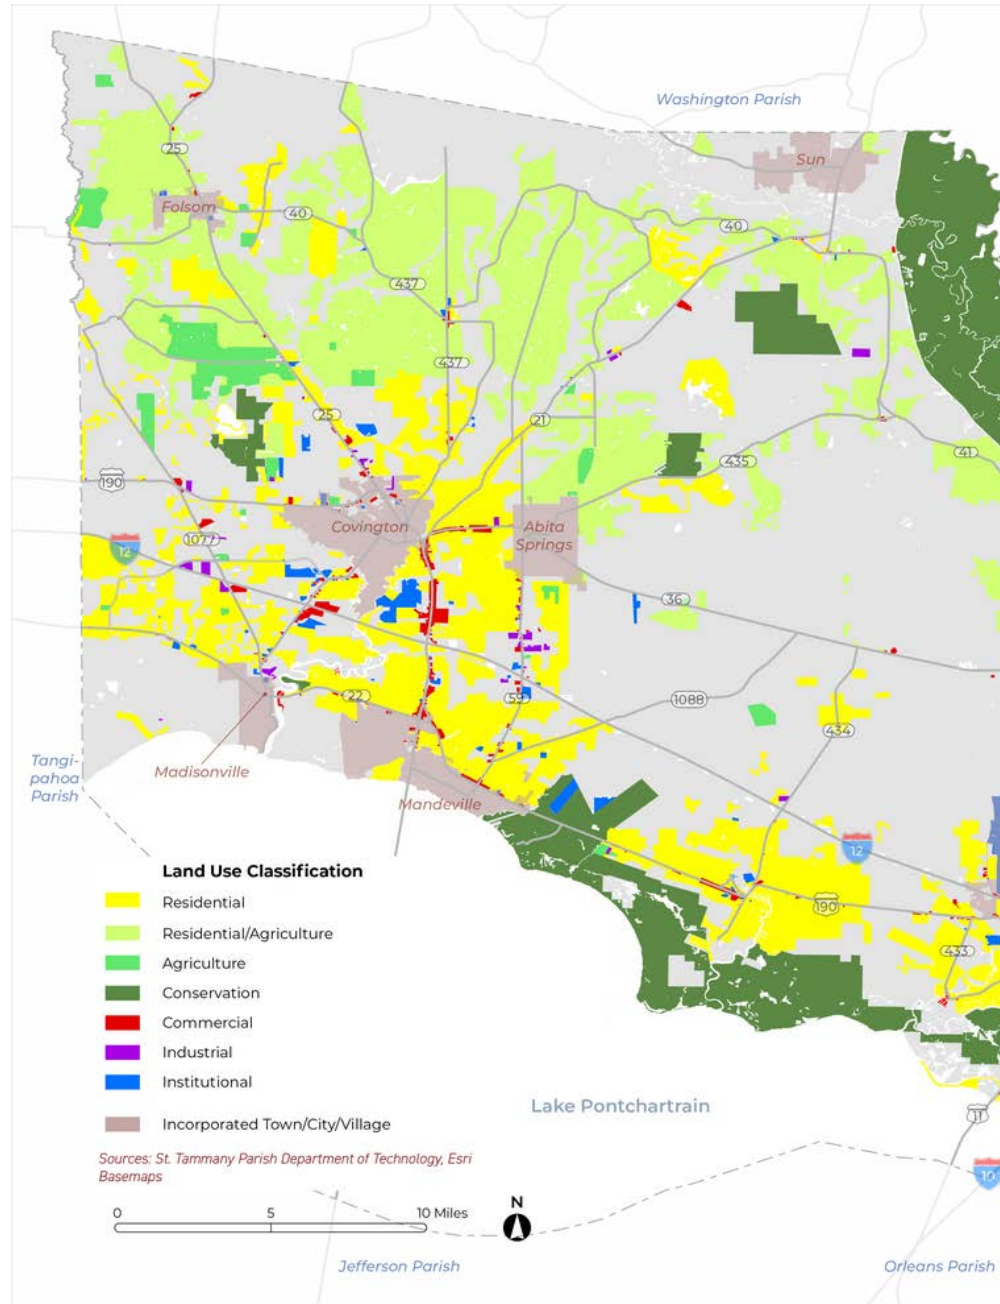 Washington Parish
Sun
25
Folsom
40
40
437
437
25
21
190
435
41
Covington
Abita
Springs
1077
12
36
22
59
1088
434
Tangi-
pahoa
Parish
Madisonville
Mandeville
12
190
433
Land Use Classification
Residential
Residential/Agriculture
Agriculture
Conservation
Commercial
Industrial
Institutional
Incorporated Town/City/Village
Lake Pontchartrain
11
10
Sources: St. Tammany Parish Department of Technology, Esri
Basemaps
0 5 10 Miles
N
Jefferson Parish
Orleans Parish